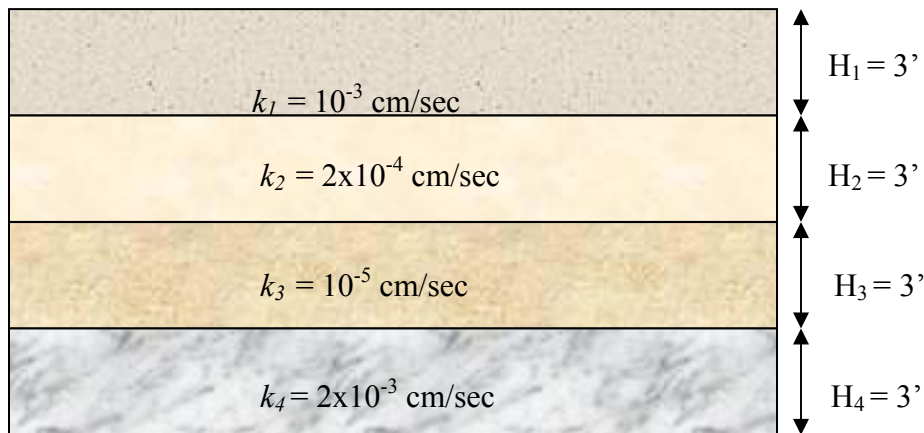 k₁ = 10⁻³ cm/sec
H₁ = 3’
k₂ = 2x10⁻⁴ cm/sec
H₂ = 3’
k₃ = 10⁻⁵ cm/sec
H₃ = 3’
k₄ = 2x10⁻³ cm/sec
H₄ = 3’